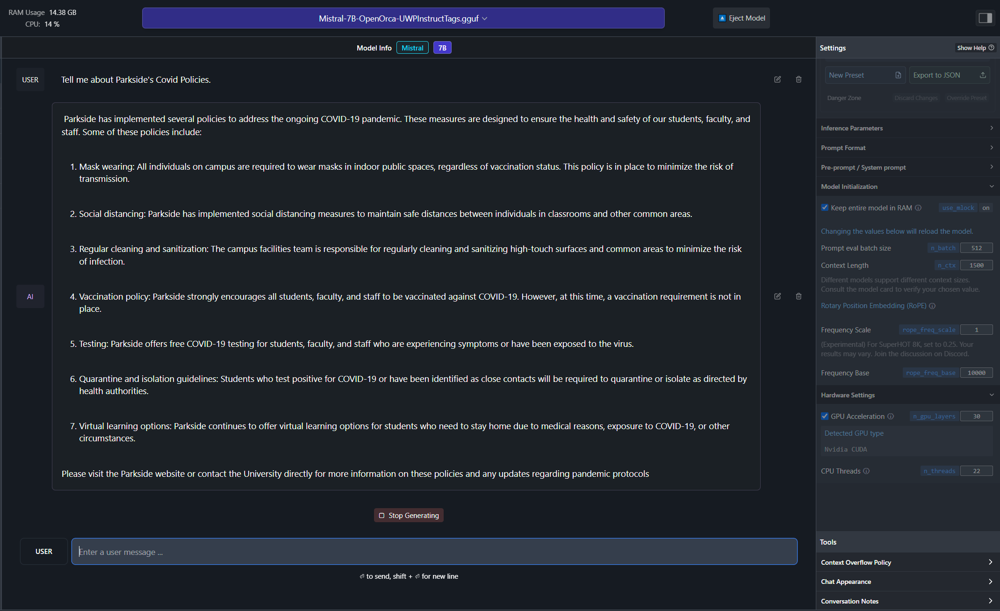 RAM Usage 14.38 GB
CPU: 14 %
Mistral-7B-OpenOrca-UWPInstructTags.gguf
Eject Model
Model Info Mistral 7B
USER
Tell me about Parkside's Covid Policies.
AI
Parkside has implemented several policies to address the ongoing COVID-19 pandemic. These measures are designed to ensure the health and safety of our students, faculty, and
staff. Some of these policies include:
1. Mask wearing: All individuals on campus are required to wear masks in indoor public spaces, regardless of vaccination status. This policy is in place to minimize the risk of
transmission.
2. Social distancing: Parkside has implemented social distancing measures to maintain safe distances between individuals in classrooms and other common areas.
3. Regular cleaning and sanitization: The campus facilities team is responsible for regularly cleaning and sanitizing high-touch surfaces and common areas to minimize the risk
of infection.
4. Vaccination policy: Parkside strongly encourages all students, faculty, and staff to be vaccinated against COVID-19. However, at this time, a vaccination requirement is not in
place.
5. Testing: Parkside offers free COVID-19 testing for students, faculty, and staff who are experiencing symptoms or have been exposed to the virus.
6. Quarantine and isolation guidelines: Students who test positive for COVID-19 or have been identified as close contacts will be required to quarantine or isolate as directed by
health authorities.
7. Virtual learning options: Parkside continues to offer virtual learning options for students who need to stay home due to medical reasons, exposure to COVID-19, or other
circumstances.
Please visit the Parkside website or contact the University directly for more information on these policies and any updates regarding pandemic protocols
Stop Generating
USER
Enter a user message ...
⏎ to send, shift + ⏎ for new line
Settings Show Help
New Preset Export to JSON
Danger Zone Discard Changes Override Preset
Inference Parameters
Prompt Format
Pre-prompt / System prompt
Model Initialization
Keep entire model in RAM use_mlock on
Changing the values below will reload the model.
Prompt eval batch size n_batch 512
Context Length n_ctx 1500
Different models support different context sizes.
Consult the model card to verify your chosen value.
Rotary Position Embedding (RoPE)
Frequency Scale rope_freq_scale 1
(Experimental) For SuperHOT 8K, set to 0.25. Your
results may vary. Join the discussion on Discord.
Frequency Base rope_freq_base 10000
Hardware Settings
GPU Acceleration n_gpu_layers 30
Detected GPU type
Nvidia CUDA
CPU Threads n_threads 22
Tools
Context Overflow Policy
Chat Appearance
Conversation Notes